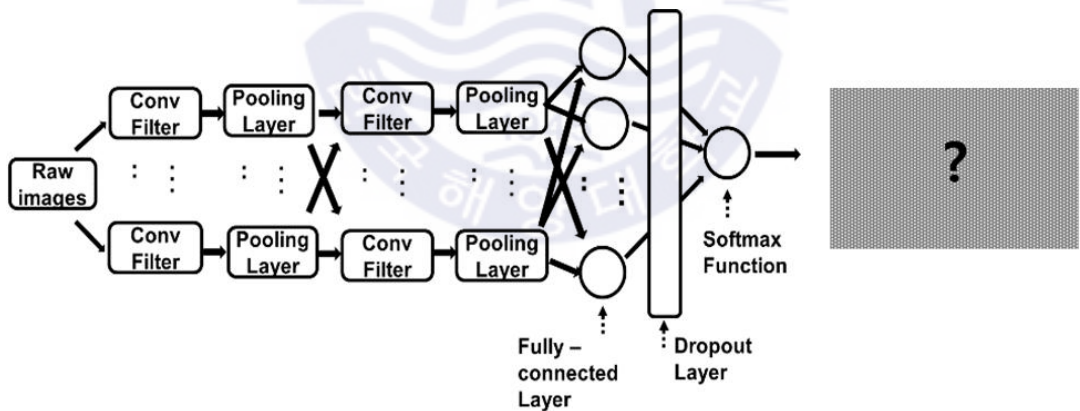 Raw
images
Conv
Filter
Pooling
Layer
Conv
Filter
Pooling
Layer
Conv
Filter
Pooling
Layer
Conv
Filter
Pooling
Layer
Fully –
connected
Layer
Dropout
Layer
Softmax
Function
?